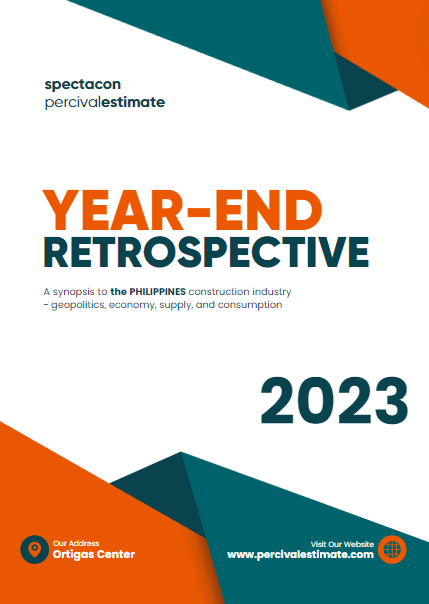 spectacon
percivalestimate
YEAR-END
RETROSPECTIVE
A synopsis to the PHILIPPINES construction industry
- geopolitics, economy, supply, and consumption
2023
Our Address
Ortigas Center
Visit Our Website
www.percivalestimate.com